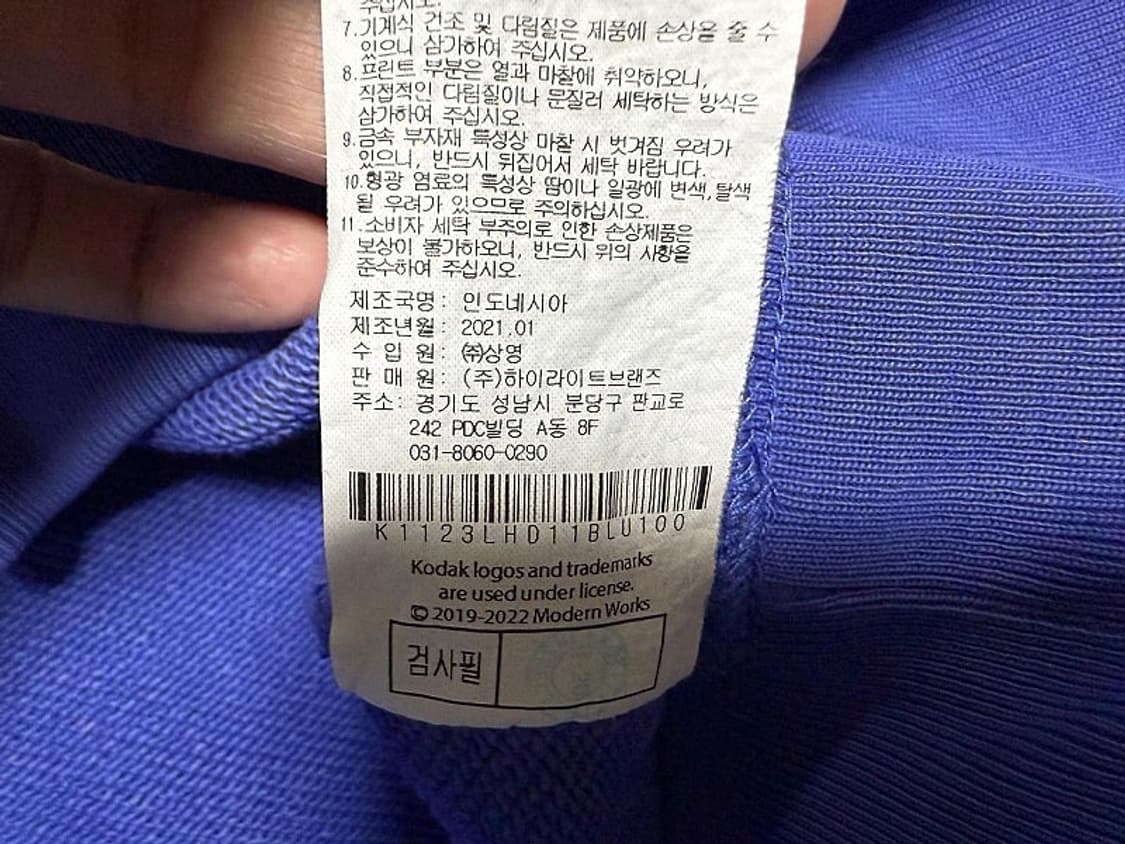 주십시오.
7.기계식 건조 및 다림질은 제품에 손상을 줄 수
있으니 삼가하여 주십시오.
8.프린트 부분은 열과 마찰에 취약하오니,
직접적인 다림질이나 문질러 세탁하는 방식은
삼가하여 주십시오.
9.금속 부자재 특성상 마찰 시 벗겨짐 우려가
있으니, 반드시 뒤집어서 세탁 바랍니다.
10.형광 염료의 특성상 땀이나 일광에 변색,탈색
될 우려가 있으므로 주의하십시오.
11.소비자 세탁 부주의로 인한 손상제품은
보상이 불가하오니, 반드시 위의 사항을
준수하여 주십시오.
제조국명: 인도네시아
제조년월: 2021.01
수 입 원: ㈜상영
판 매 원: (주)하이라이트브랜즈
주소: 경기도 성남시 분당구 판교로
242 PDC빌딩 A동 8F
031-8060-0290
K1123LHD11BLU100
Kodak logos and trademarks
are used under license.
© 2019-2022 Modern Works
검사필